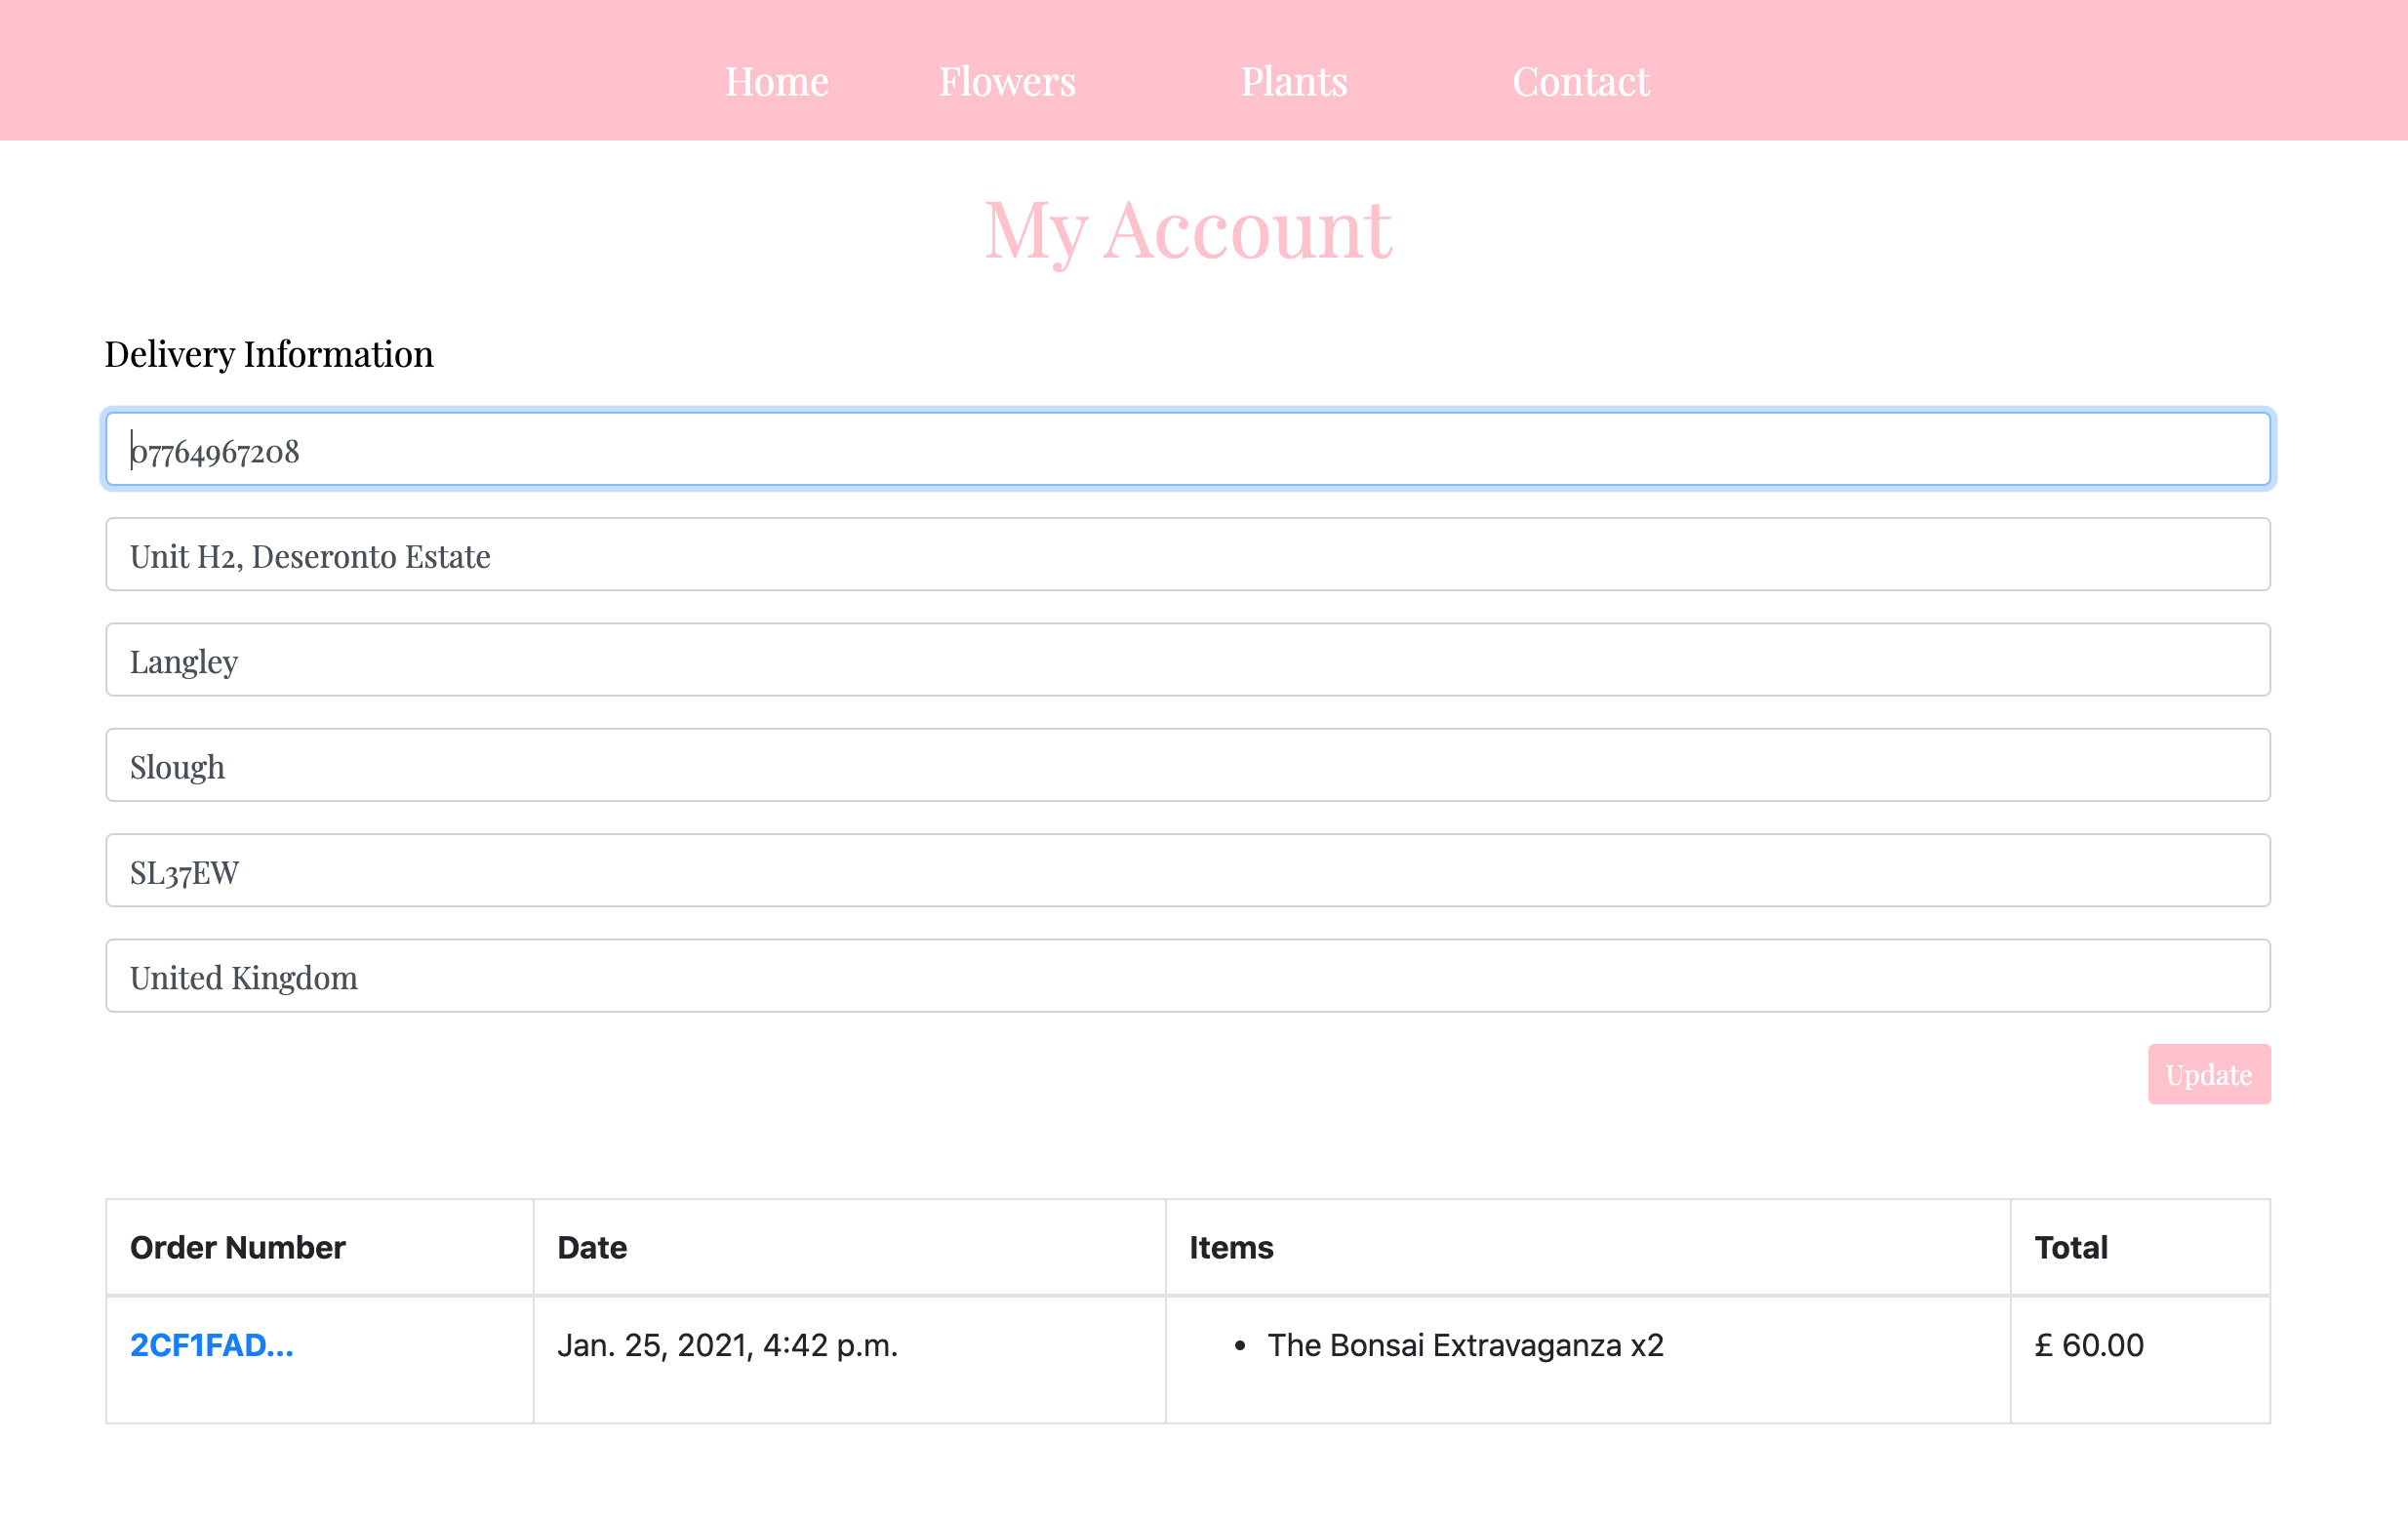 Home Flowers Plants Contact
My Account
Delivery Information
07764967208
Unit H2, Deseronto Estate
Langley
Slough
SL37EW
United Kingdom
Update
Order Number Date Items Total
2CF1FAD... Jan. 25, 2021, 4:42 p.m. • The Bonsai Extravaganza x2 £ 60.00